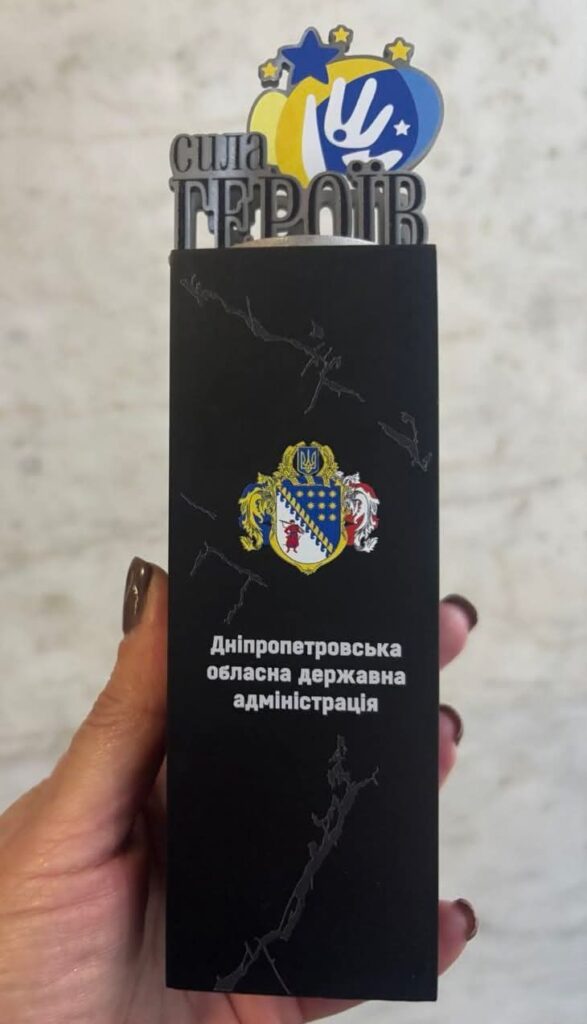 сила
ГЕРОЇВ
Дніпропетровська
обласна державна
адміністрація